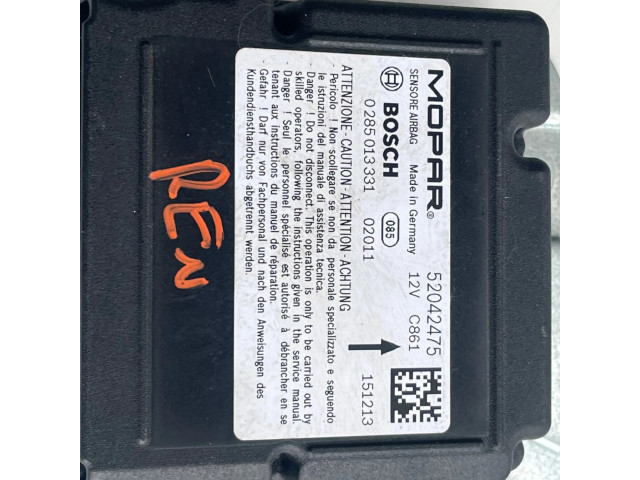 MOPAR® 52042475
SENSORE AIRBAG Made in Germany 12V C861
BOSCH 085
0 285 013 331 02011 151213
ATTENZIONE-CAUTION-ATTENTION-ACHTUNG
- Pericolo ! Non scollegare se non da personale specializzato e seguendo
le istruzioni del manuale di assistenza tecnica.
- Danger ! Do not disconnect. This operation is only to be carried out by
skilled operators, following the instructions given in the service manual.
- Danger ! Seul le personnel spécialisé est autorisé à débrancher en se
tenant aux instructions du manuel de réparation.
- Gefahr ! Darf nur von Fachpersonal und nach den Anweisungen des
Kundendiensthandbuchs abgetrennt werden.
REN